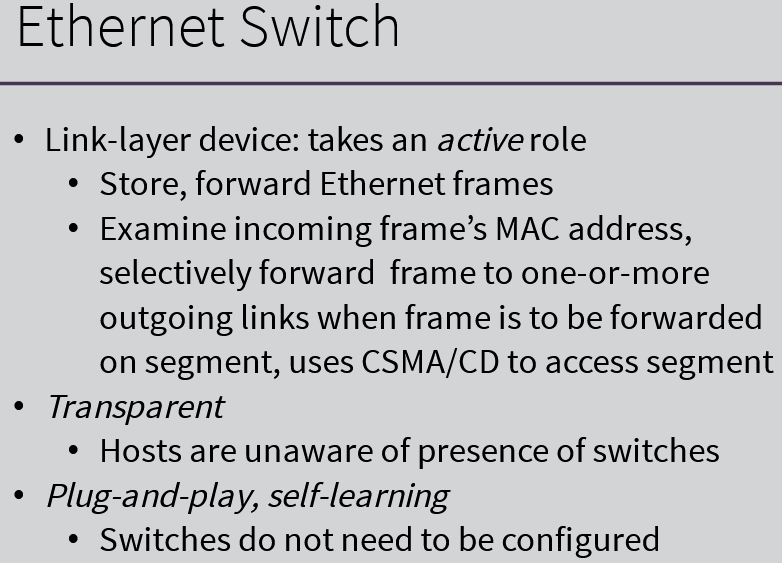 Ethernet Switch
• Link-layer device: takes an active role
• Store, forward Ethernet frames
• Examine incoming frame’s MAC address,
selectively forward  frame to one-or-more
outgoing links when frame is to be forwarded
on segment, uses CSMA/CD to access segment
• Transparent
• Hosts are unaware of presence of switches
• Plug-and-play, self-learning
• Switches do not need to be configured